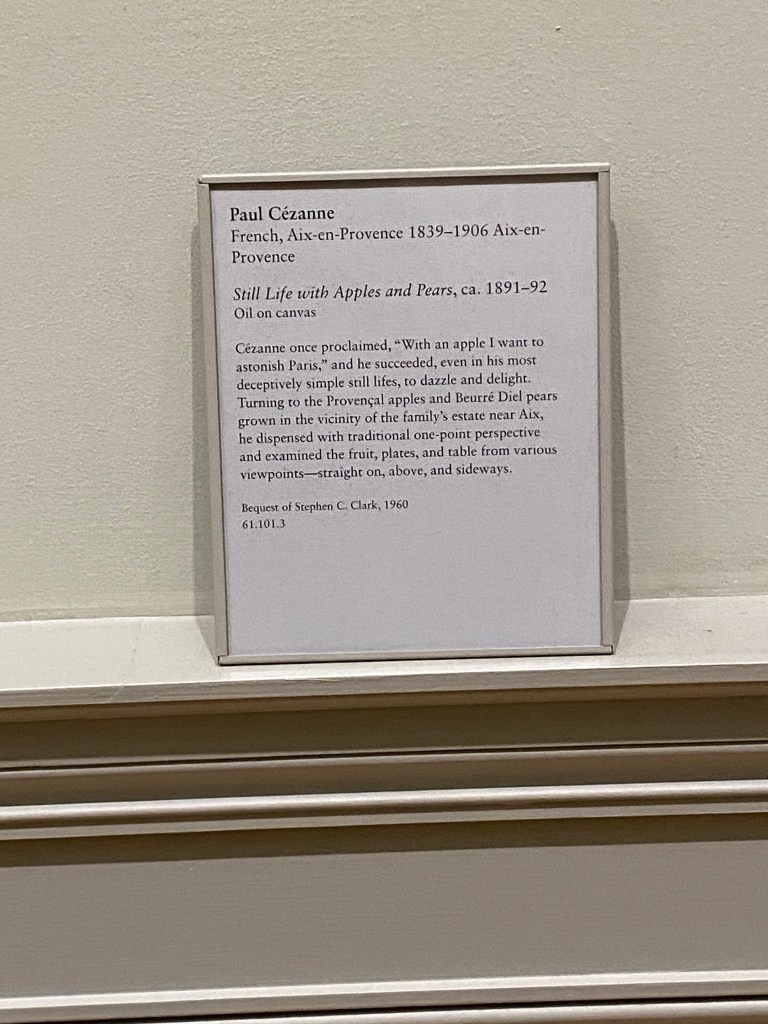 Paul Cézanne
French, Aix-en-Provence 1839–1906 Aix-en-
Provence
Still Life with Apples and Pears, ca. 1891–92
Oil on canvas
Cézanne once proclaimed, “With an apple I want to
astonish Paris,” and he succeeded, even in his most
deceptively simple still lifes, to dazzle and delight.
Turning to the Provençal apples and Beurré Diel pears
grown in the vicinity of the family’s estate near Aix,
he dispensed with traditional one-point perspective
and examined the fruit, plates, and table from various
viewpoints—straight on, above, and sideways.
Bequest of Stephen C. Clark, 1960
61.101.3